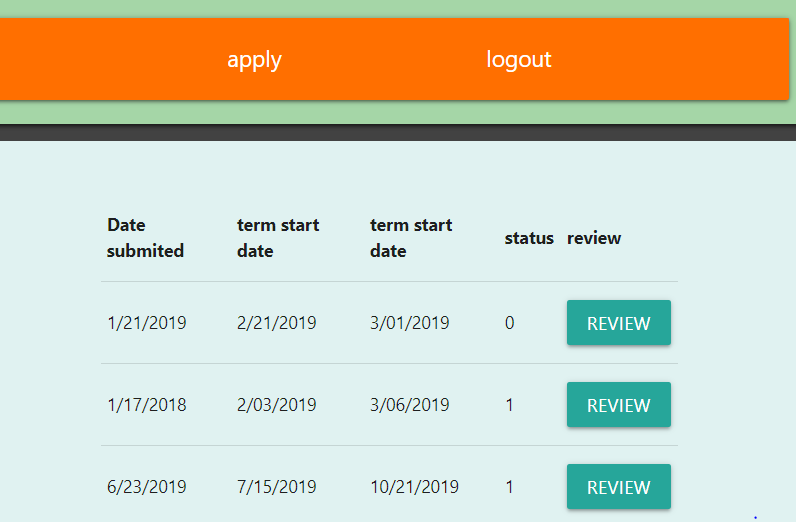 apply logout
Date submited term start date term start date status review
1/21/2019 2/21/2019 3/01/2019 0 REVIEW
1/17/2018 2/03/2019 3/06/2019 1 REVIEW
6/23/2019 7/15/2019 10/21/2019 1 REVIEW